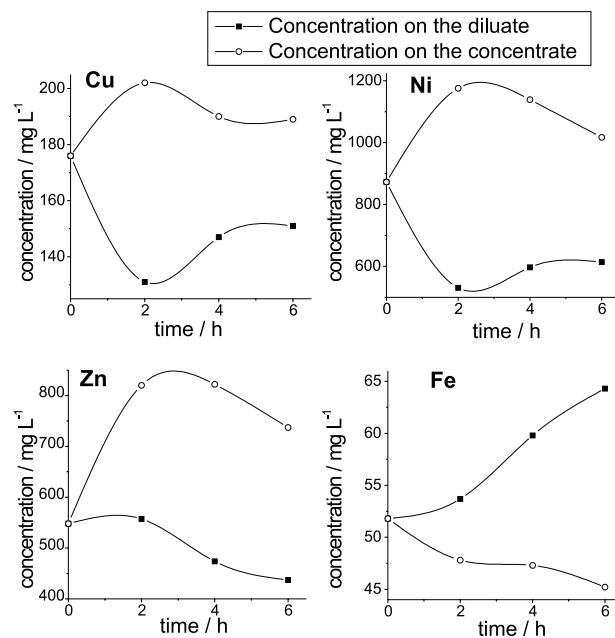 Concentration on the diluate
Concentration on the concentrate
Cu
concentration / mg L⁻¹
200
180
150
130
0 2 4 6
time / h
Ni
concentration / mg L⁻¹
1200
1000
800
600
0 2 4 6
time / h
Zn
concentration / mg L⁻¹
800
700
600
500
400
0 2 4 6
time / h
Fe
concentration / mg L⁻¹
65
60
55
50
45
0 2 4 6
time / h